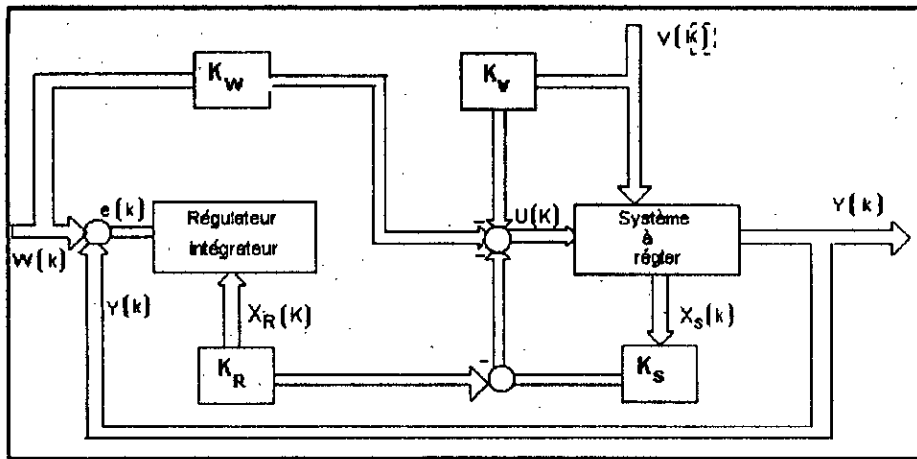 V(k)
K_W
K_V
e(k)
Régulateur
intégrateur
U(K)
Système
à
régler
Y(k)
W(k)
Y(k)
X_R(K)
X_S(k)
K_R
K_S